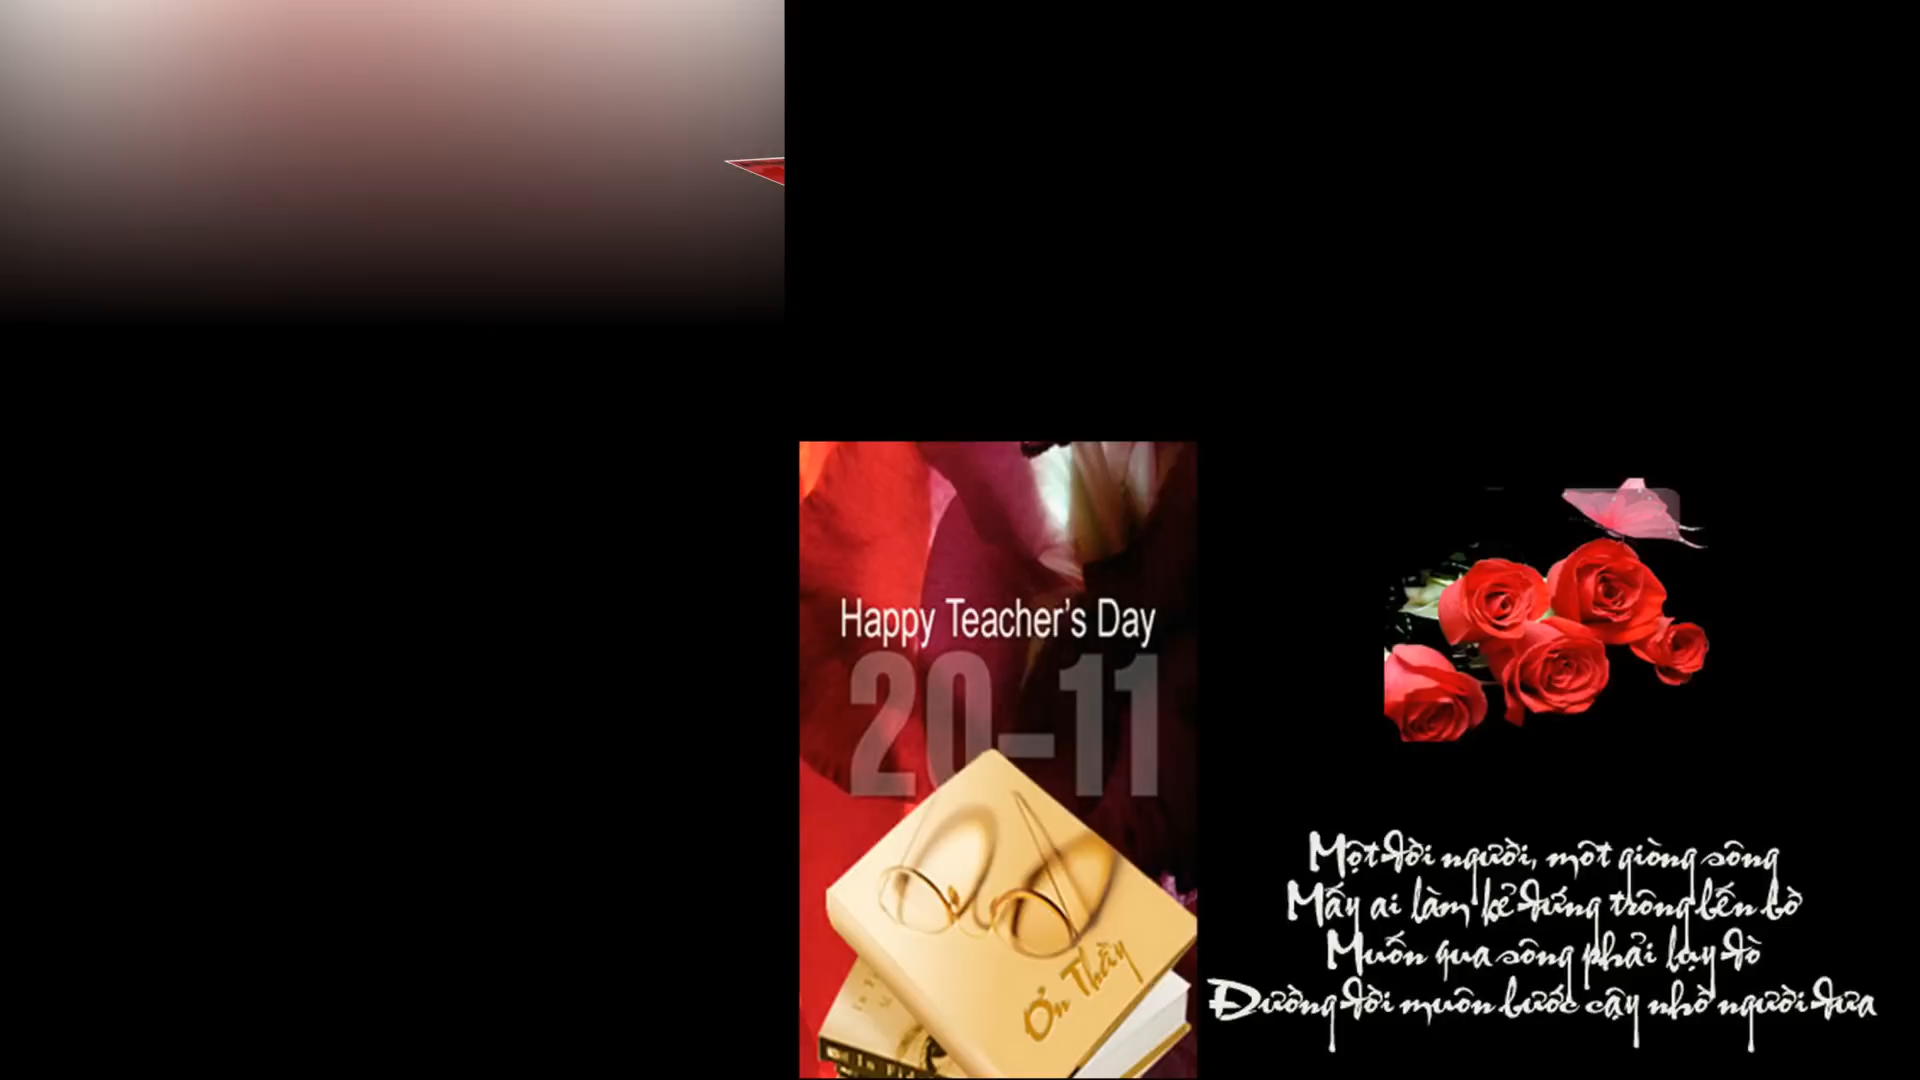 Happy Teacher's Day
20-11
Ơn Thầy
Một đời người, một giòng sông
Mấy ai làm kẻ đứng trông bến bờ
Muốn qua sông phải lụy đò
Đường đời muôn bước cậy nhờ người đưa